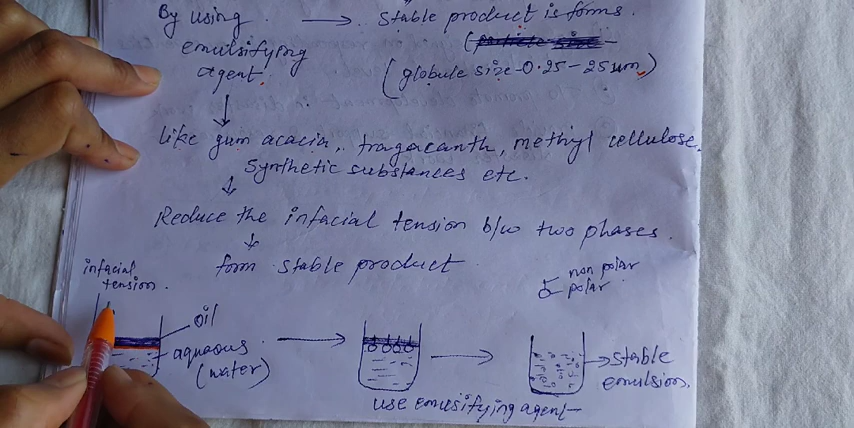 By using → stable product is forms.
emulsifying
agent.
(globule size-0.25-25um)
Like gum acacia, tragacanth, methyl cellulose,
Synthetic substances etc.
Reduce the infacial tension b/w two phases.
form stable product
infacial
tension.
non polar
polar
oil
aqueous
(water)
stable
emulsion.
use emusifying agent